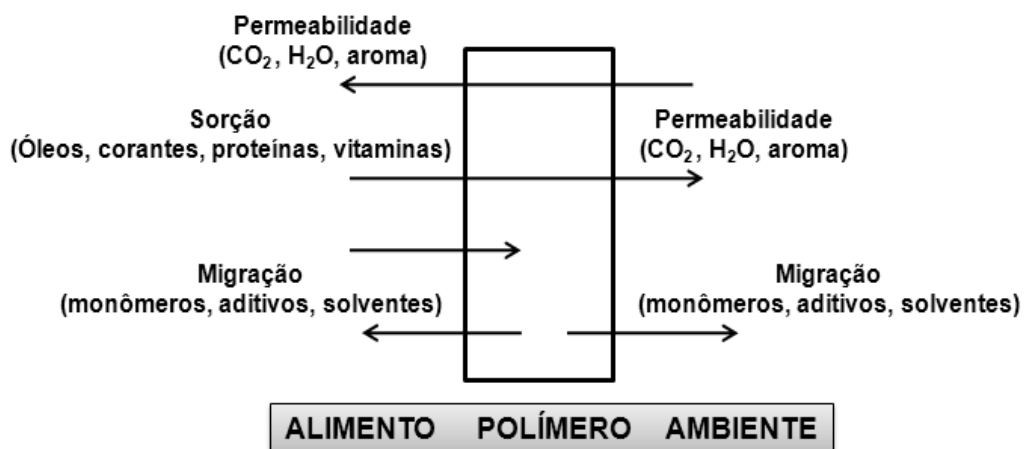 Permeabilidade
(CO₂, H₂O, aroma)
Sorção
(Óleos, corantes, proteínas, vitaminas)
Permeabilidade
(CO₂, H₂O, aroma)
Migração
(monômeros, aditivos, solventes)
Migração
(monômeros, aditivos, solventes)
ALIMENTO POLÍMERO AMBIENTE